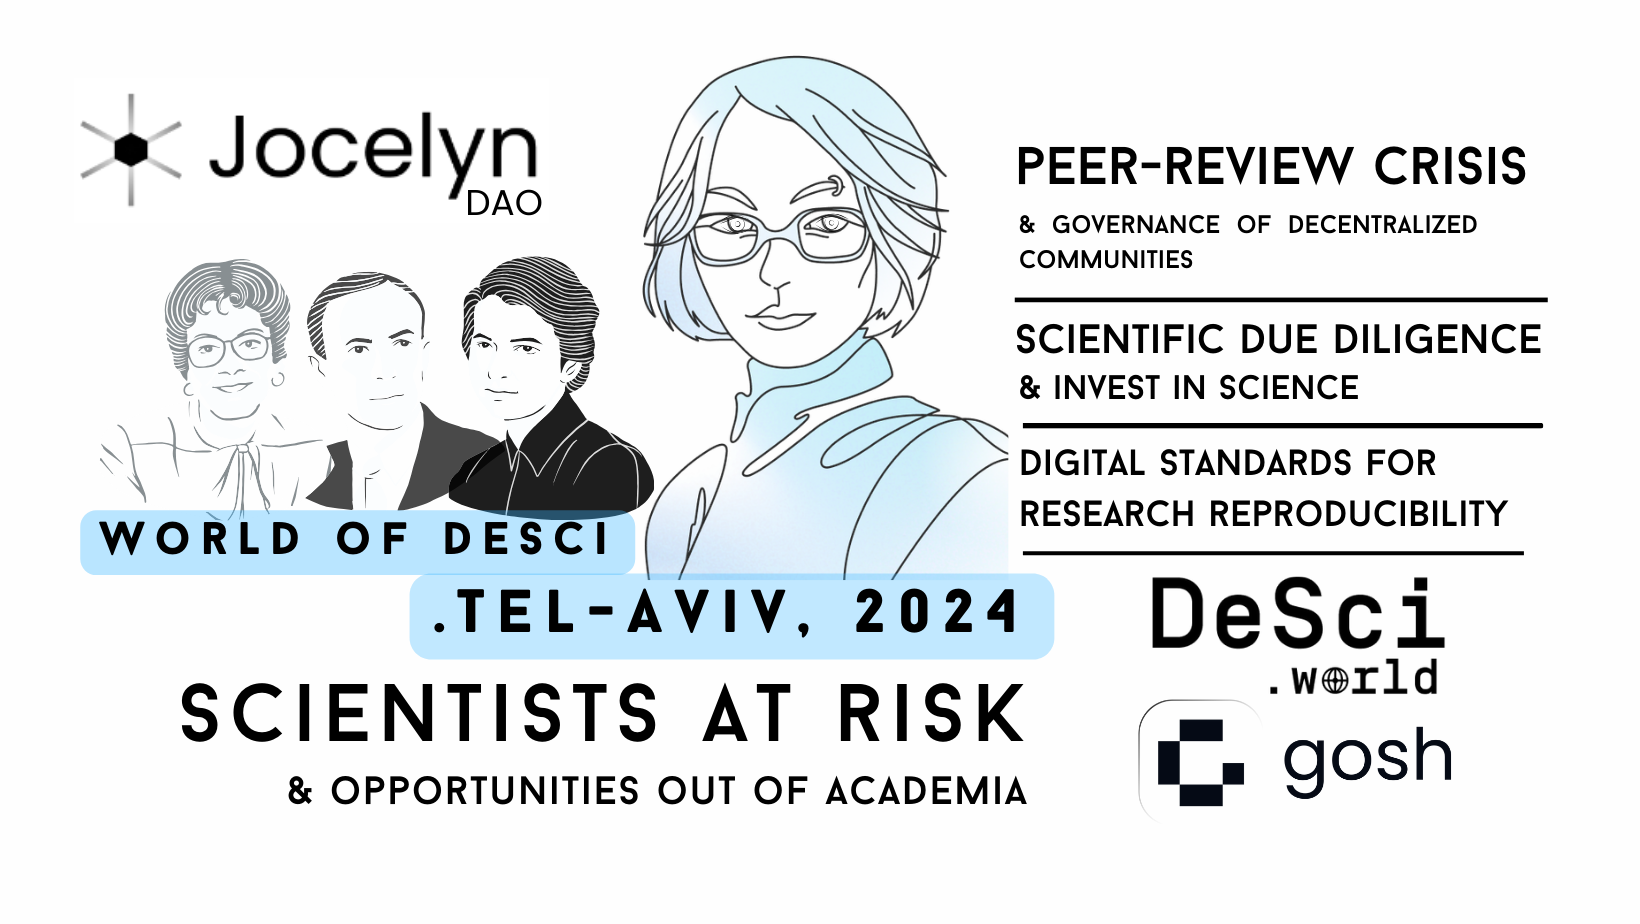 Jocelyn
DAO
WORLD OF DESCI
.TEL-AVIV, 2024
SCIENTISTS AT RISK
& OPPORTUNITIES OUT OF ACADEMIA
PEER-REVIEW CRISIS
& GOVERNANCE OF DECENTRALIZED
COMMUNITIES
SCIENTIFIC DUE DILIGENCE
& INVEST IN SCIENCE
DIGITAL STANDARDS FOR
RESEARCH REPRODUCIBILITY
DeSci
.world
gosh